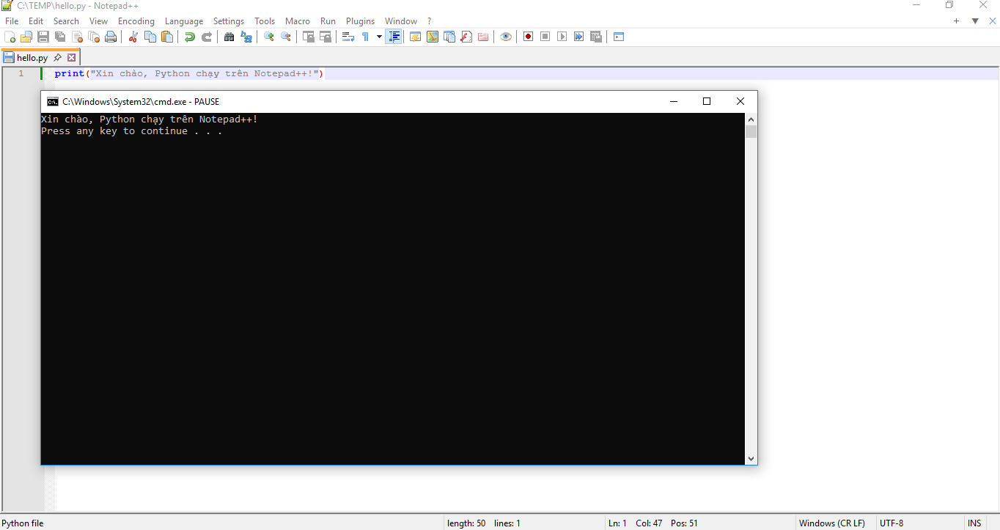 C:\TEMP\hello.py - Notepad++
File Edit Search View Encoding Language Settings Tools Macro Run Plugins Window ?
hello.py
1 print("Xin chào, Python chạy trên Notepad++!")
C:\Windows\System32\cmd.exe - PAUSE
Xin chào, Python chạy trên Notepad++!
Press any key to continue . . .
Python file length: 50 lines: 1 Ln: 1 Col: 47 Pos: 51 Windows (CR LF) UTF-8 INS